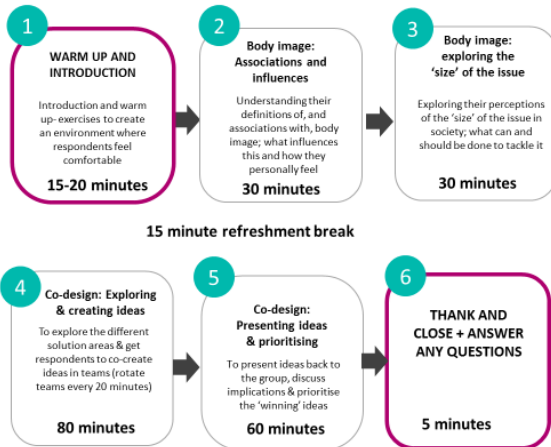 1
WARM UP AND
INTRODUCTION
Introduction and warm
up- exercises to create
an environment where
respondents feel
comfortable
15-20 minutes
2
Body image:
Associations and
influences
Understanding their
definitions of, and
associations with, body
image; what influences
this and how they
personally feel
30 minutes
3
Body image:
exploring the
‘size’ of the issue
Exploring their perceptions
of the ‘size’ of the issue in
society; what can and
should be done to tackle it
30 minutes
15 minute refreshment break
4
Co-design: Exploring
& creating ideas
To explore the different
solution areas & get
respondents to co-create
ideas in teams (rotate
teams every 20 minutes)
80 minutes
5
Co-design:
Presenting ideas
& prioritising
To present ideas back to
the group, discuss
implications & prioritise
the ‘winning’ ideas
60 minutes
6
THANK AND
CLOSE + ANSWER
ANY QUESTIONS
5 minutes